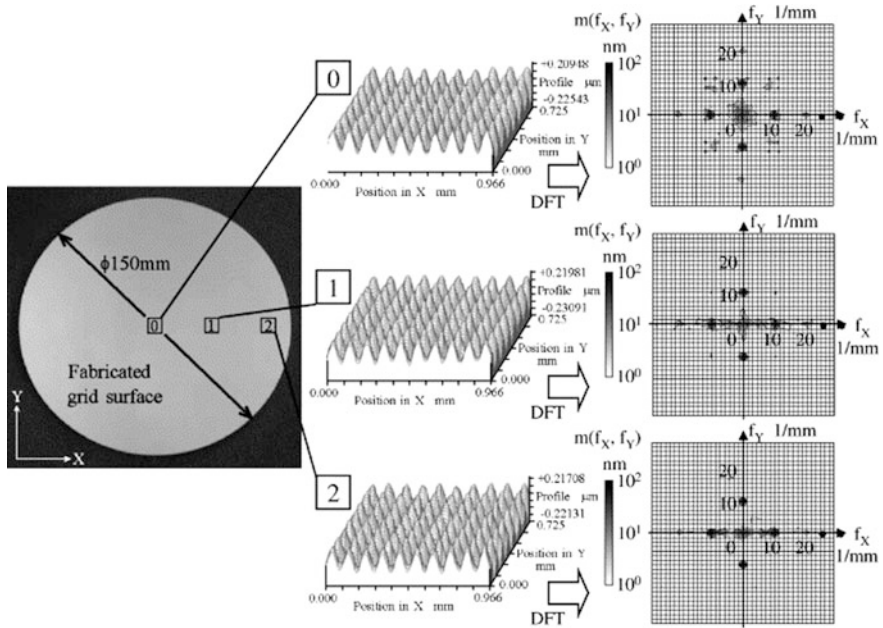 φ150mm
0
1
2
Fabricated
grid surface
Y
X
0
+0.20948
Profile μm
-0.22543
0.725
Position in Y
mm
0.000
0.000
0.966
Position in X mm
DFT
m(fX, fY)
nm
10²
10¹
10⁰
fY 1/mm
20
10
0
10
20
fX
1/mm
1
+0.21981
Profile μm
-0.23091
0.725
Position in Y
mm
0.000
0.000
0.966
Position in X mm
DFT
m(fX, fY)
nm
10²
10¹
10⁰
fY 1/mm
20
10
0
10
20
fX
1/mm
2
+0.21708
Profile μm
-0.22131
0.725
Position in Y
mm
0.000
0.000
0.966
Position in X mm
DFT
m(fX, fY)
nm
10²
10¹
10⁰
fY 1/mm
20
10
0
10
20
fX
1/mm